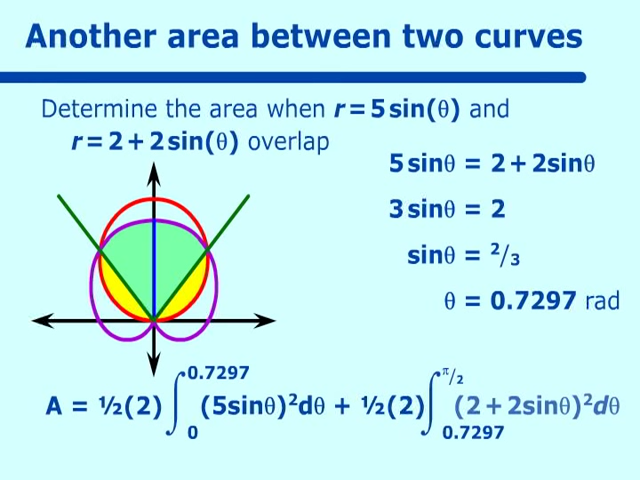 Another area between two curves
Determine the area when r = 5 sin(θ) and
r = 2 + 2 sin(θ) overlap
5 sinθ = 2 + 2sinθ
3 sinθ = 2
sinθ = ²/₃
θ = 0.7297 rad
A = ½(2) ∫₀^0.7297 (5sinθ)²dθ + ½(2) ∫_0.7297^π/2 (2 + 2sinθ)²dθ